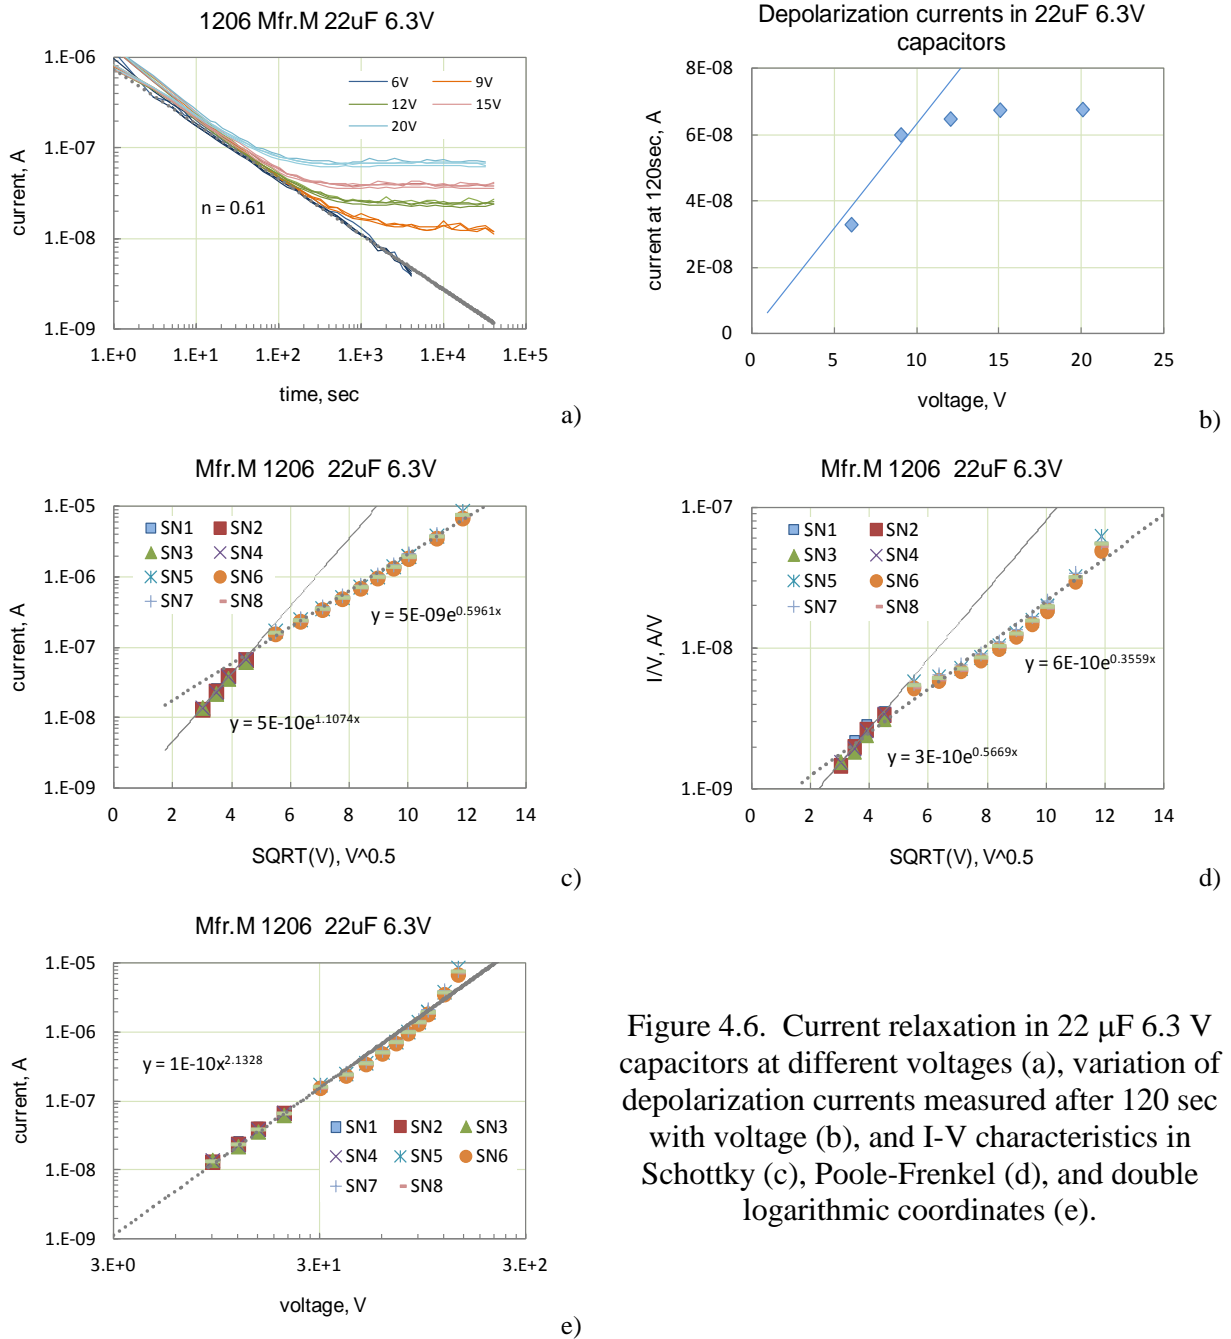 1206 Mfr.M 22uF 6.3V
1.E-06
1.E-07
1.E-08
1.E-09
current, A
6V
9V
12V
15V
20V
n = 0.61
1.E+0 1.E+1 1.E+2 1.E+3 1.E+4 1.E+5
time, sec
a)
Depolarization currents in 22uF 6.3V
capacitors
8E-08
6E-08
4E-08
2E-08
0
current at 120sec, A
0 5 10 15 20 25
voltage, V
b)
Mfr.M 1206 22uF 6.3V
1.E-05
1.E-06
1.E-07
1.E-08
1.E-09
current, A
SN1 SN2
SN3 SN4
SN5 SN6
SN7 SN8
y = 5E-09e^0.5961x
y = 5E-10e^1.1074x
0 2 4 6 8 10 12 14
SQRT(V), V^0.5
c)
Mfr.M 1206 22uF 6.3V
1.E-07
1.E-08
1.E-09
I/V, A/V
SN1 SN2
SN3 SN4
SN5 SN6
SN7 SN8
y = 6E-10e^0.3559x
y = 3E-10e^0.5669x
0 2 4 6 8 10 12 14
SQRT(V), V^0.5
d)
Mfr.M 1206 22uF 6.3V
1.E-05
1.E-06
1.E-07
1.E-08
1.E-09
current, A
y = 1E-10x^2.1328
SN1 SN2 SN3
SN4 SN5 SN6
SN7 SN8
3.E+0 3.E+1 3.E+2
voltage, V
e)
Figure 4.6. Current relaxation in 22 μF 6.3 V
capacitors at different voltages (a), variation of
depolarization currents measured after 120 sec
with voltage (b), and I-V characteristics in
Schottky (c), Poole-Frenkel (d), and double
logarithmic coordinates (e).